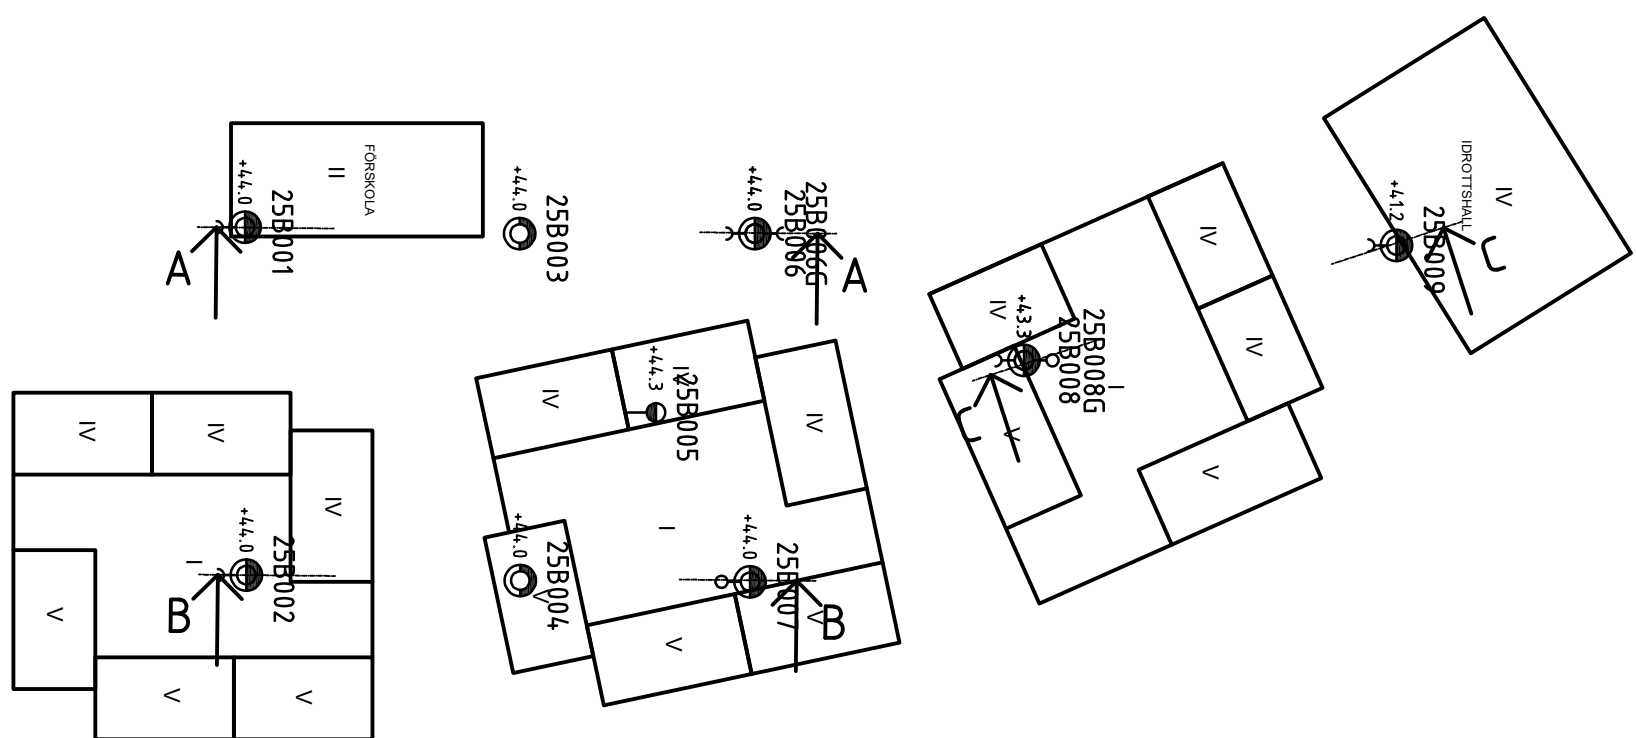 IV
IDROTTSHALL
+41.2
25B009
C
II
FÖRSKOLA
+44.0
25B001
A
+44.0
25B003
+44.0
25B006G
25B006
A
IV
IV
IV
+43.3
25B008G
25B008
I
C
V
V
IV
IV
+44.3
25B005
IV
I
+44.0
25B004
V
+44.0
25B007
B
V
V
IV
IV
IV
I
+44.0
25B002
B
V
V
V